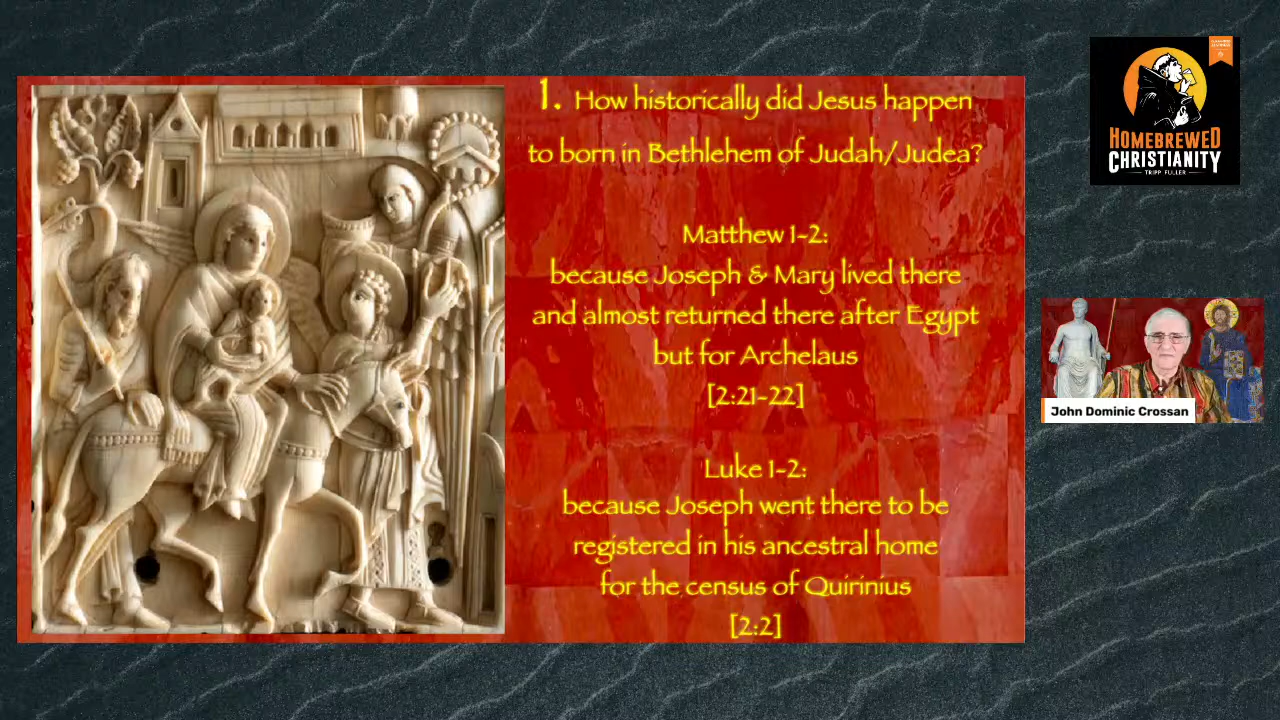 1. How historically did Jesus happen
to born in Bethlehem of Judah/Judea?
Matthew 1-2:
because Joseph & Mary lived there
and almost returned there after Egypt
but for Archelaus
[2:21-22]
Luke 1-2:
because Joseph went there to be
registered in his ancestral home
for the census of Quirinius
[2:2]
HOMEBREWED
CHRISTIANITY
TRIPP FULLER
John Dominic Crossan